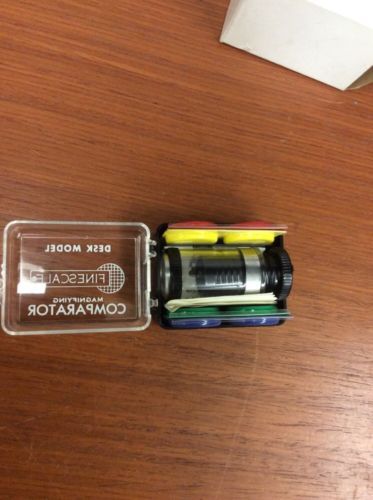 DESK MODEL
FINESCALE
MAGNIFYING
COMPARATOR